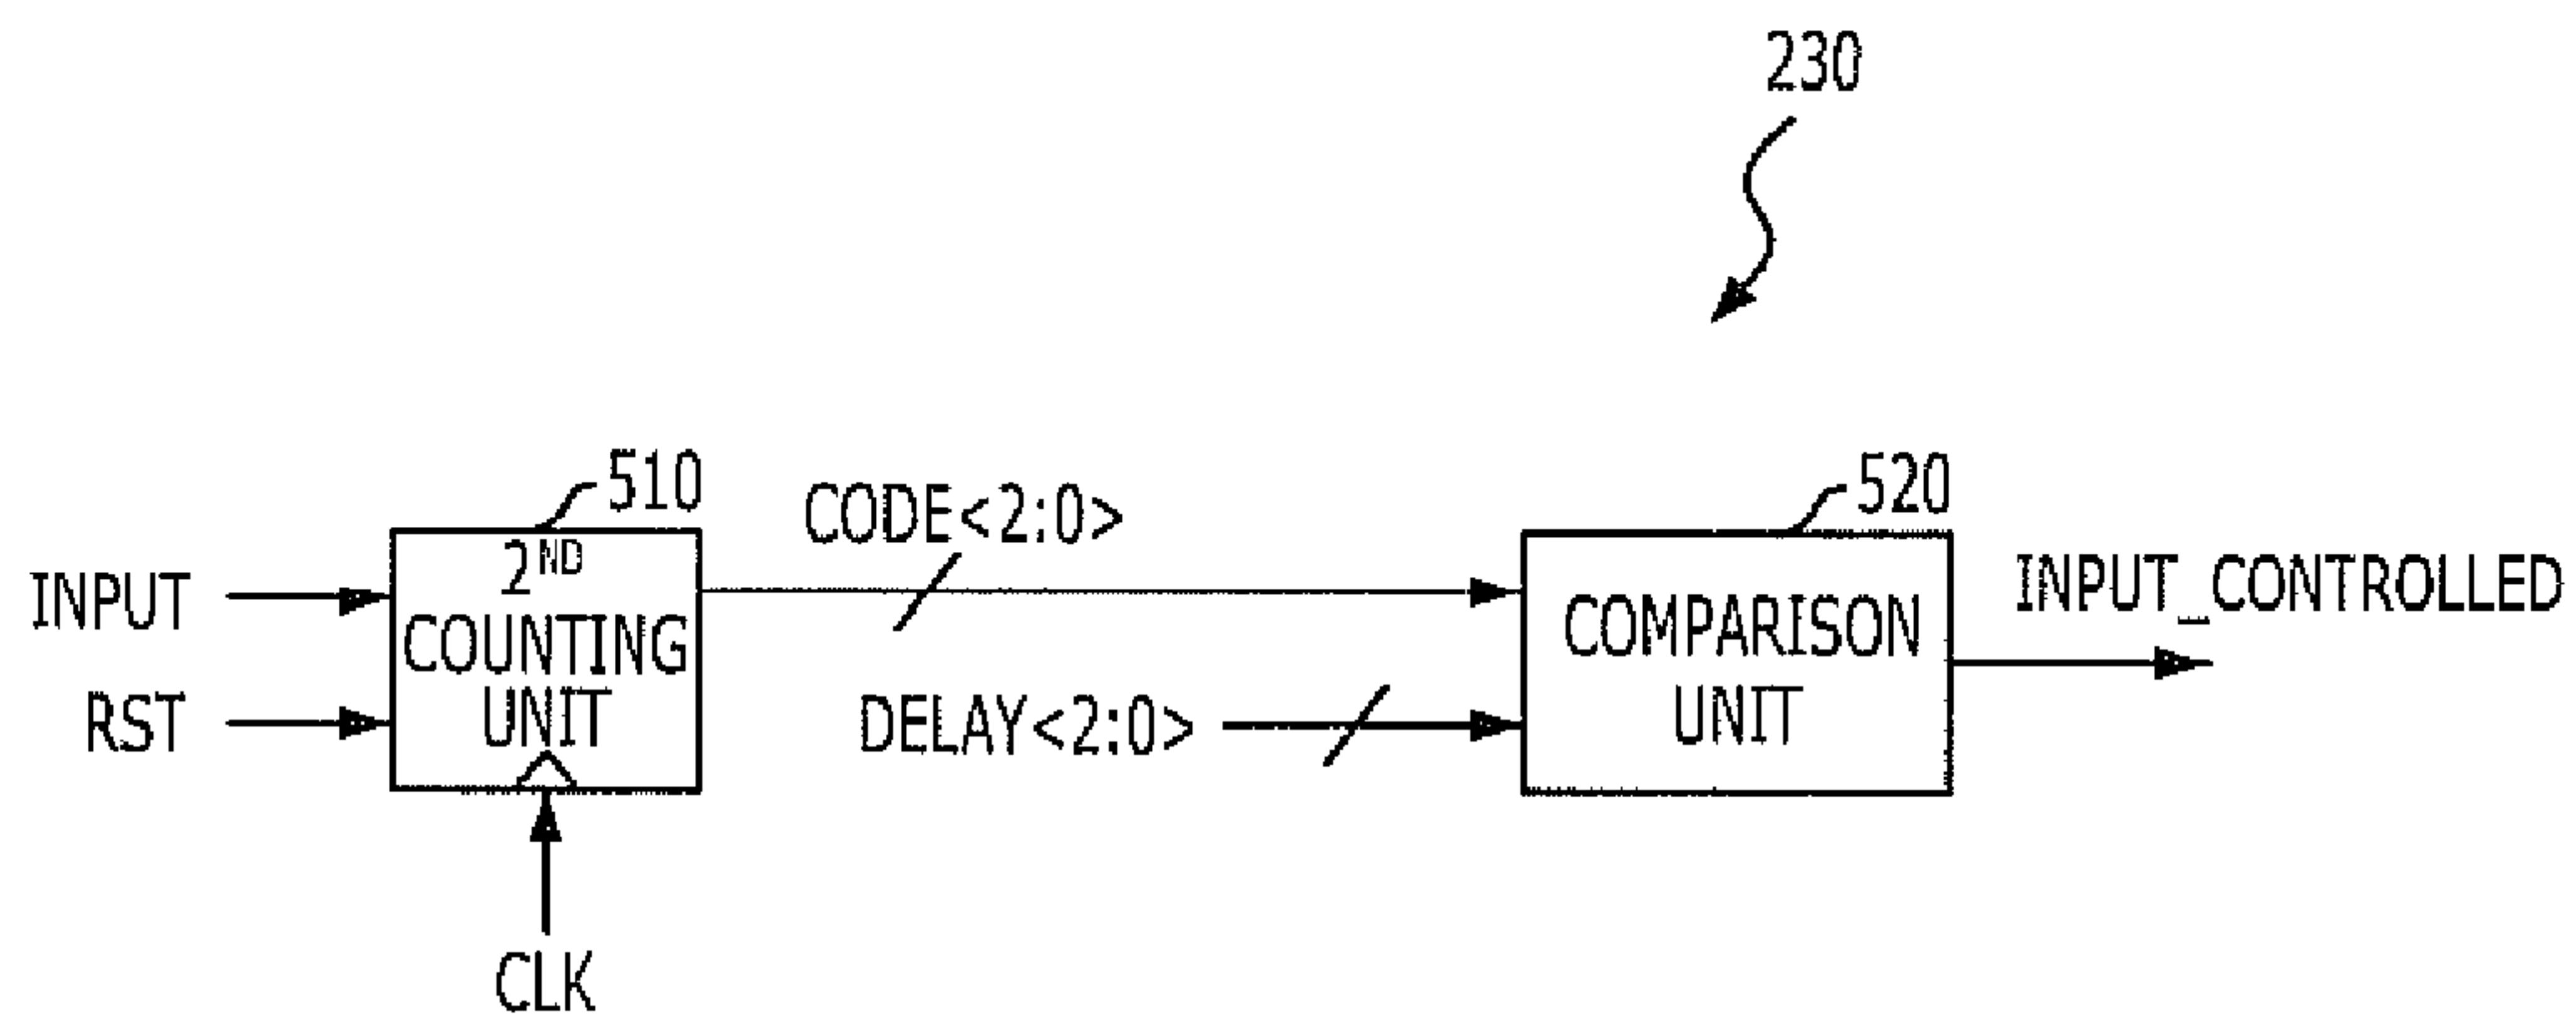 230
510
CODE<2:0>
520
INPUT
2ND
COUNTING
UNIT
RST
DELAY<2:0>
COMPARISON
UNIT
INPUT_CONTROLLED
CLK